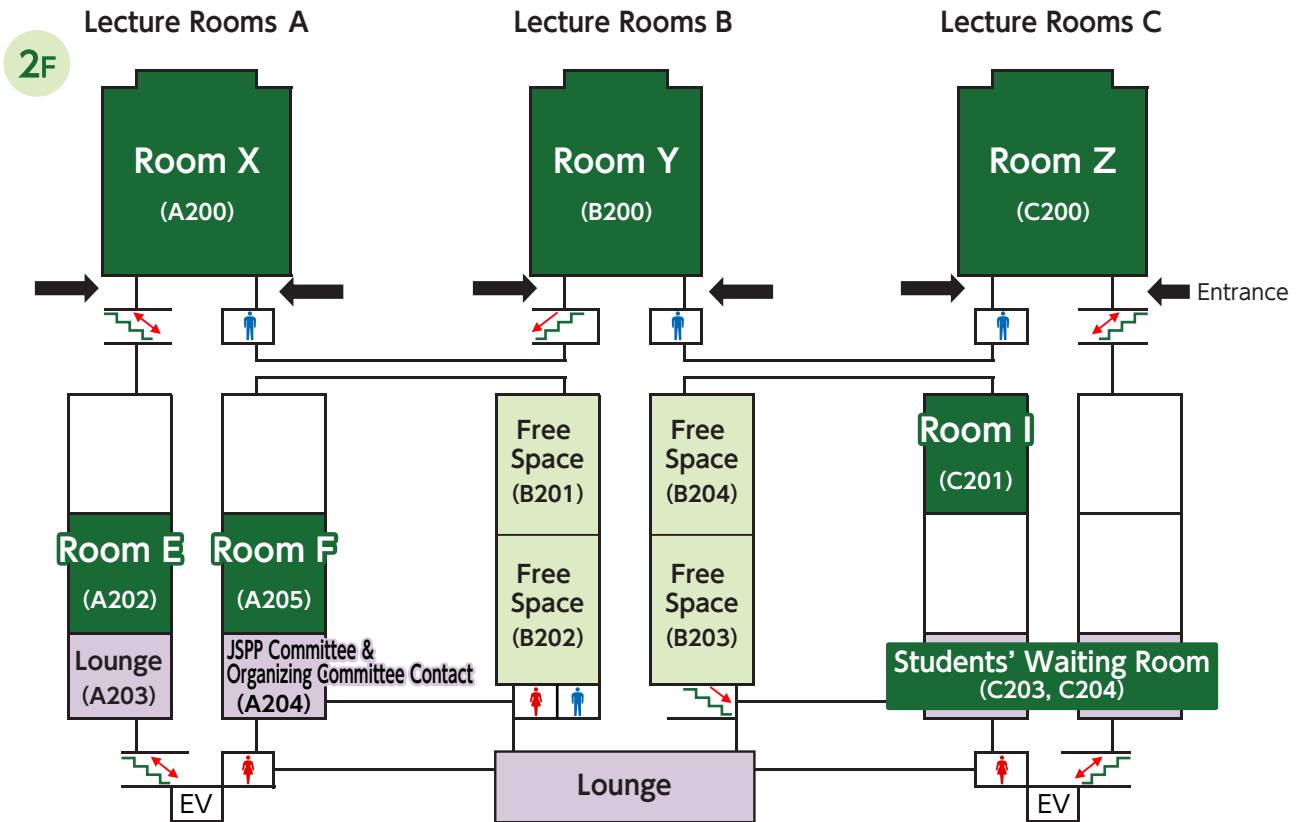 Lecture Rooms A
Lecture Rooms B
Lecture Rooms C
2F
Room X
(A200)
Room Y
(B200)
Room Z
(C200)
Entrance
Free
Space
(B201)
Free
Space
(B204)
Room I
(C201)
Room E
(A202)
Room F
(A205)
Free
Space
(B202)
Free
Space
(B203)
Lounge
(A203)
JSPP Committee &
Organizing Committee Contact
(A204)
Students’ Waiting Room
(C203, C204)
EV
Lounge
EV